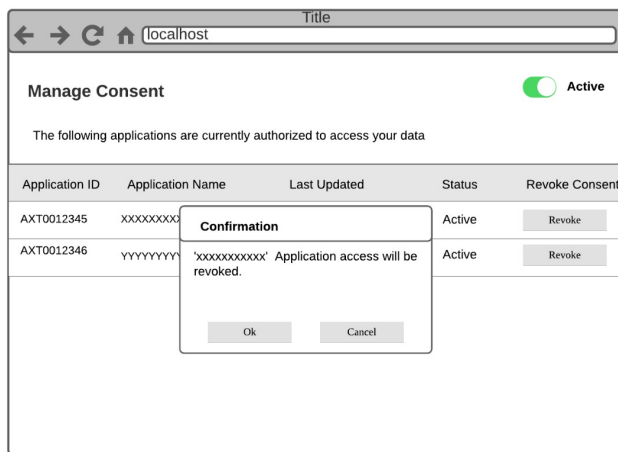 Title
localhost
Manage Consent
Active
The following applications are currently authorized to access your data
Application ID Application Name Last Updated Status Revoke Consent
AXT0012345 XXXXXXXXX Active Revoke
AXT0012346 YYYYYYYY Active Revoke
Confirmation
'xxxxxxxxxxx' Application access will be
revoked.
Ok Cancel